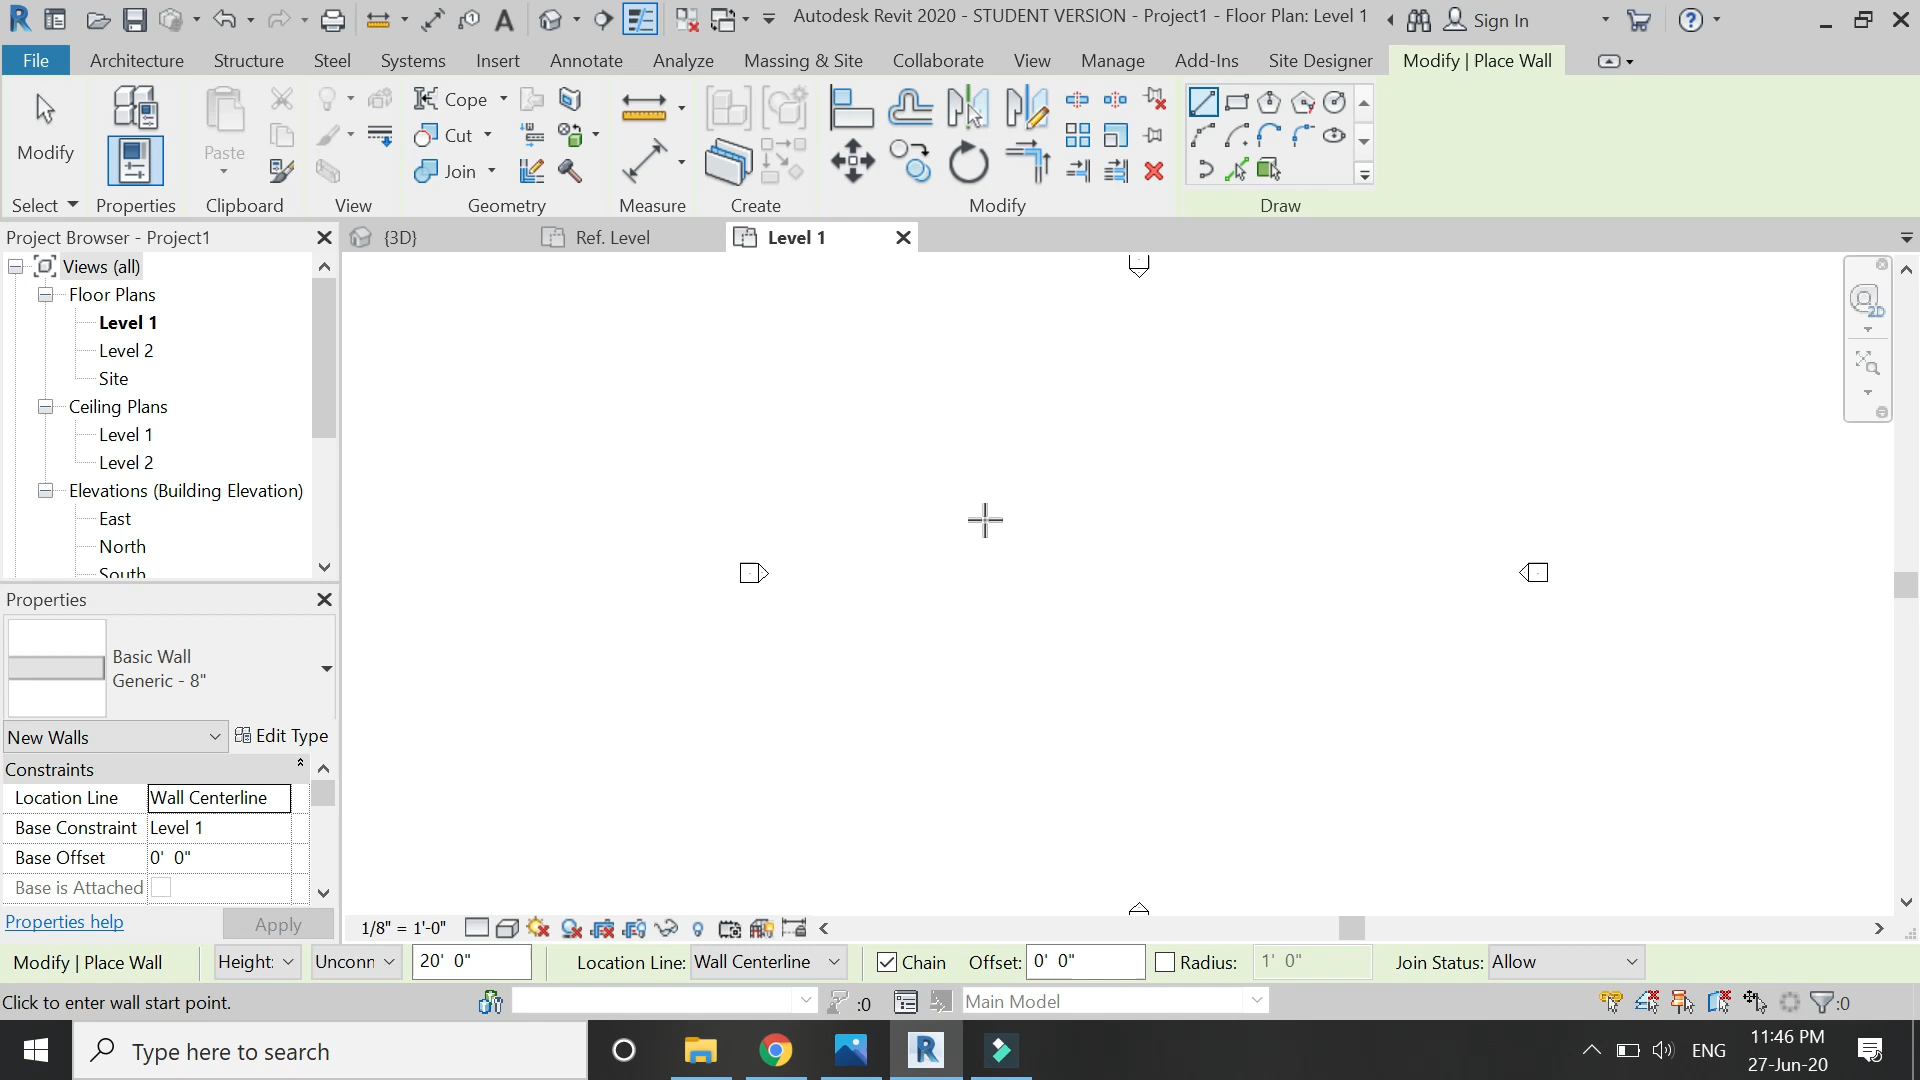 Autodesk Revit 2020 - STUDENT VERSION - Project1 - Floor Plan: Level 1
Sign In
File Architecture Structure Steel Systems Insert Annotate Analyze Massing & Site Collaborate View Manage Add-Ins Site Designer Modify | Place Wall
Modify
Paste
Cope
Cut
Join
Select Properties Clipboard View Geometry Measure Create Modify Draw
Project Browser - Project1
{3D}
Ref. Level
Level 1
Views (all)
Floor Plans
Level 1
Level 2
Site
Ceiling Plans
Level 1
Level 2
Elevations (Building Elevation)
East
North
South
2D
Properties
Basic Wall
Generic - 8"
New Walls
Edit Type
Constraints
Location Line Wall Centerline
Base Constraint Level 1
Base Offset 0' 0"
Base is Attached
Properties help
Apply
1/8" = 1'-0"
Modify | Place Wall Height: Unconn 20' 0" Location Line: Wall Centerline Chain Offset: 0' 0" Radius: 1' 0" Join Status: Allow
Click to enter wall start point.
:0
Main Model
:0
Type here to search
ENG
11:46 PM
27-Jun-20